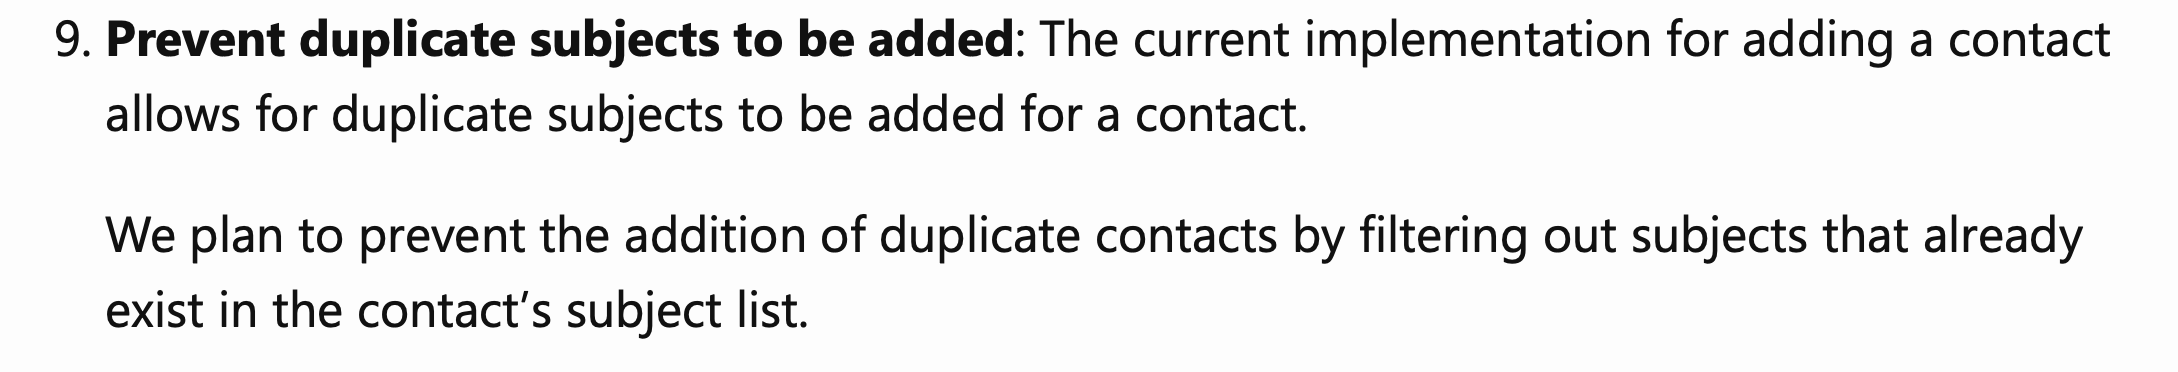 9. Prevent duplicate subjects to be added: The current implementation for adding a contact
allows for duplicate subjects to be added for a contact.
We plan to prevent the addition of duplicate contacts by filtering out subjects that already
exist in the contact’s subject list.